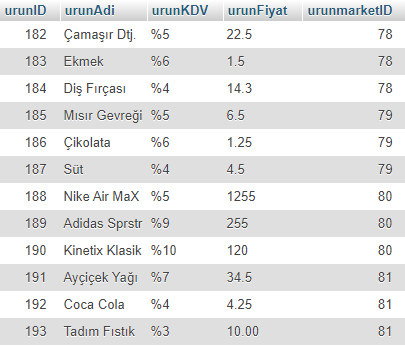 urunID urunAdi urunKDV urunFiyat urunmarketID
182 Çamaşır Dtj. %5 22.5 78
183 Ekmek %6 1.5 78
184 Diş Fırçası %4 14.3 78
185 Mısır Gevreği %5 6.5 79
186 Çikolata %6 1.25 79
187 Süt %4 4.5 79
188 Nike Air MaX %5 1255 80
189 Adidas Sprstr %9 255 80
190 Kinetix Klasik %10 120 80
191 Ayçiçek Yağı %7 34.5 81
192 Coca Cola %4 4.25 81
193 Tadım Fıstık %3 10.00 81